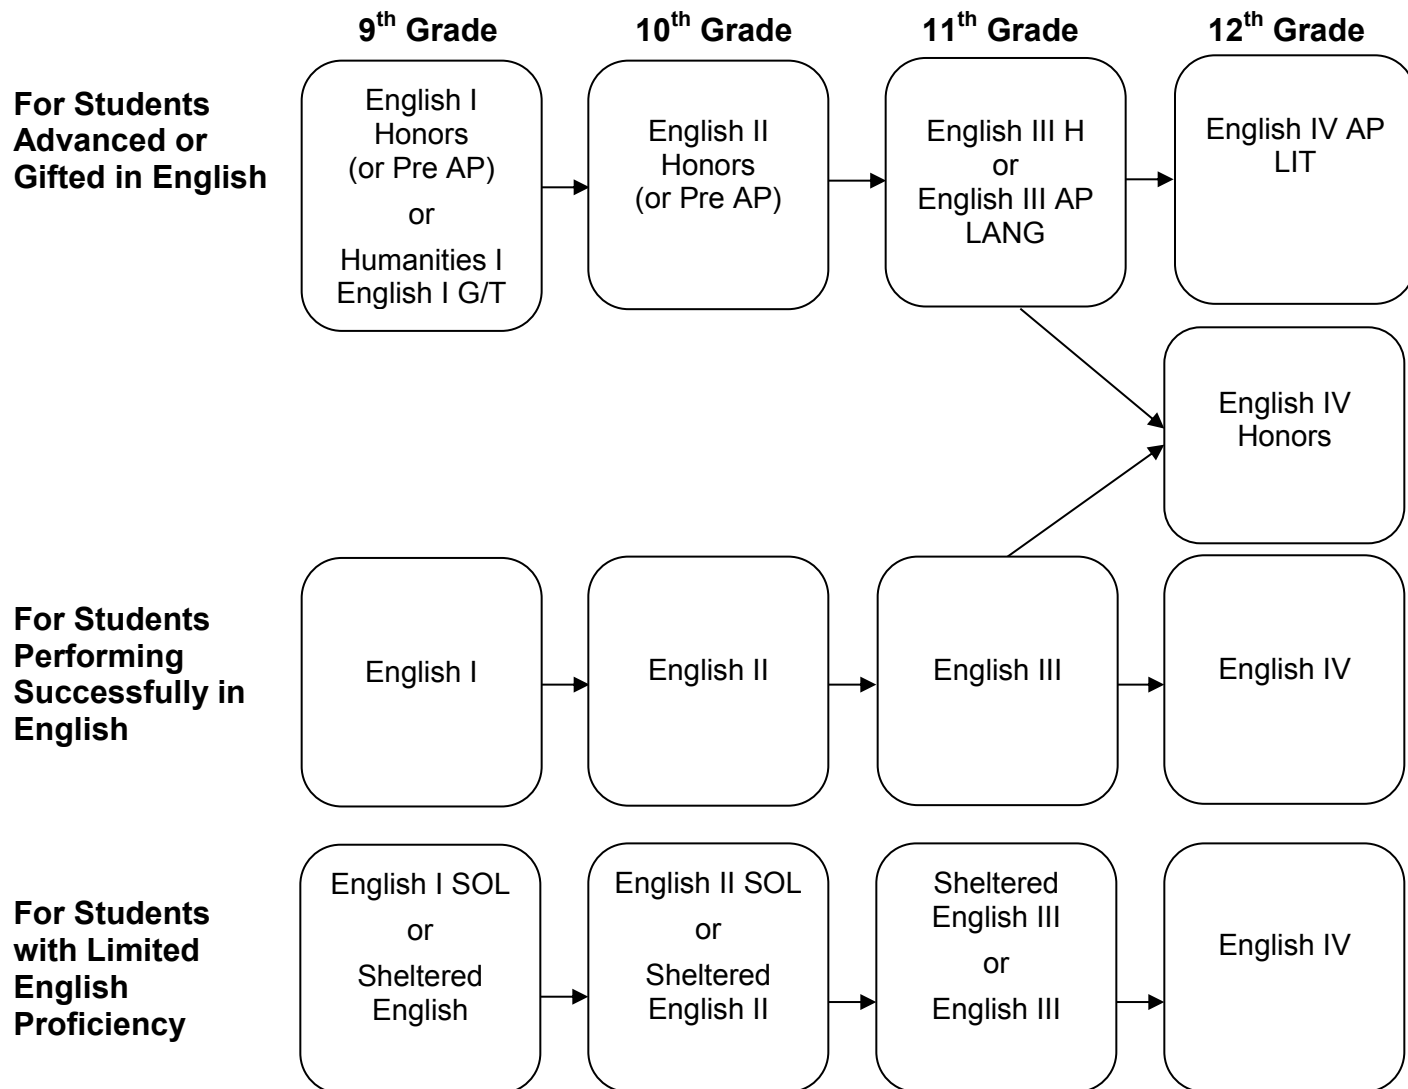 9th Grade
10th Grade
11th Grade
12th Grade
For Students
Advanced or
Gifted in English
English I
Honors
(or Pre AP)
or
Humanities I
English I G/T
English II
Honors
(or Pre AP)
English III H
or
English III AP
LANG
English IV AP
LIT
English IV
Honors
For Students
Performing
Successfully in
English
English I
English II
English III
English IV
For Students
with Limited
English
Proficiency
English I SOL
or
Sheltered
English
English II SOL
or
Sheltered
English II
Sheltered
English III
or
English III
English IV